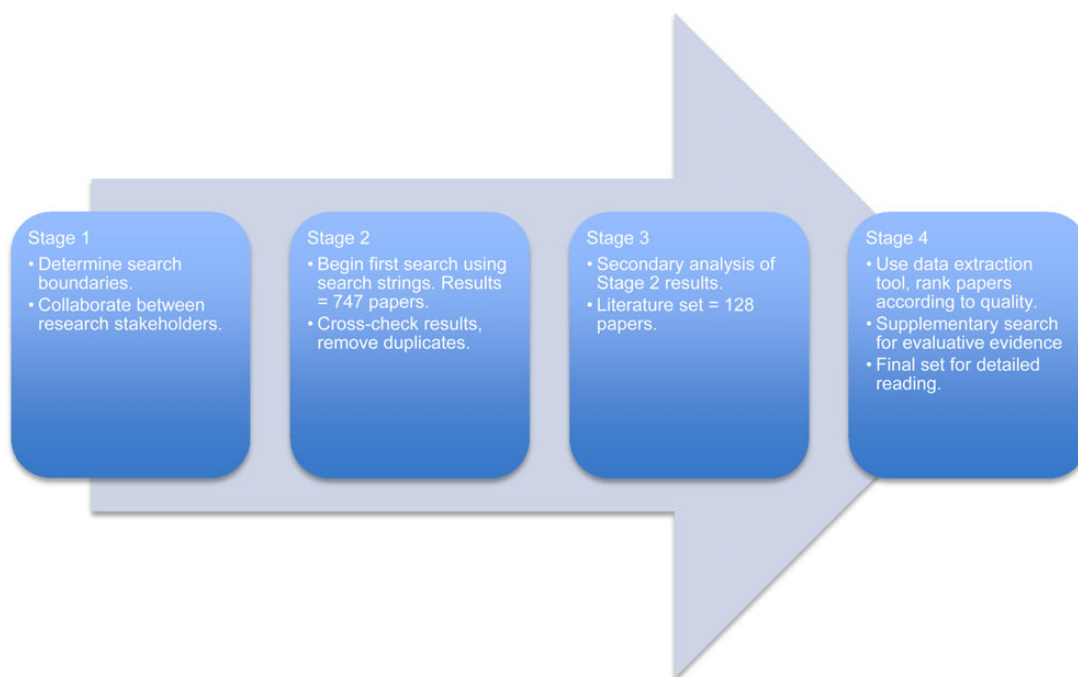 Stage 1
• Determine search
boundaries.
• Collaborate between
research stakeholders.
Stage 2
• Begin first search using
search strings. Results
= 747 papers.
• Cross-check results,
remove duplicates.
Stage 3
• Secondary analysis of
Stage 2 results.
• Literature set = 128
papers.
Stage 4
• Use data extraction
tool, rank papers
according to quality.
• Supplementary search
for evaluative evidence
• Final set for detailed
reading.